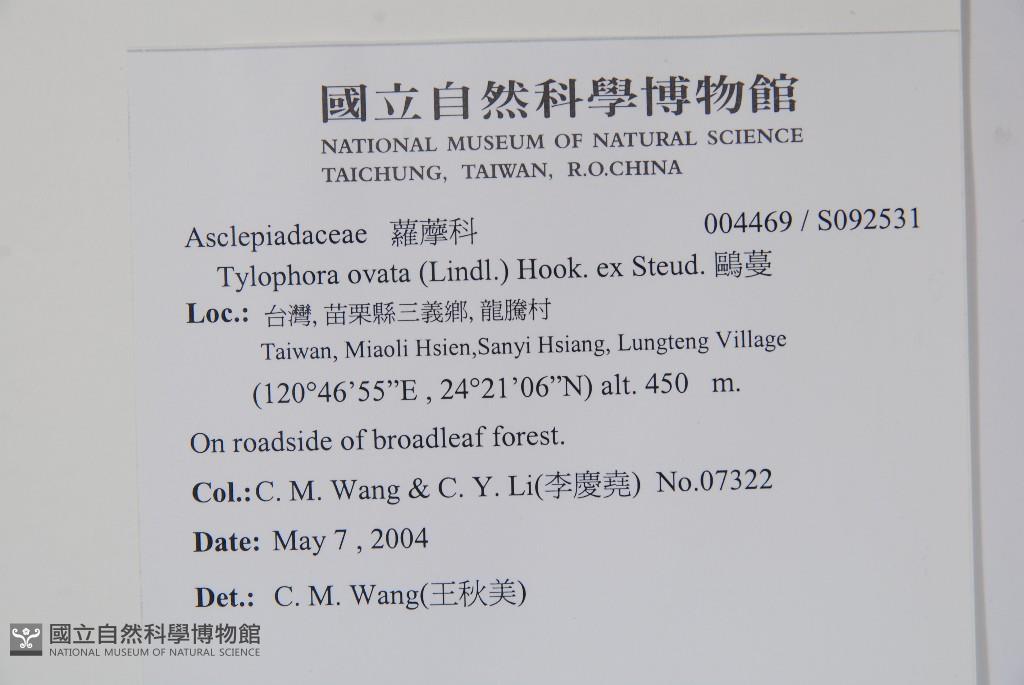 國立自然科學博物館
NATIONAL MUSEUM OF NATURAL SCIENCE
TAICHUNG, TAIWAN, R.O.CHINA
Asclepiadaceae 蘿藦科 004469 / S092531
Tylophora ovata (Lindl.) Hook. ex Steud. 鷗蔓
Loc.: 台灣, 苗栗縣三義鄉, 龍騰村
Taiwan, Miaoli Hsien,Sanyi Hsiang, Lungteng Village
(120°46’55”E , 24°21’06”N) alt. 450 m.
On roadside of broadleaf forest.
Col.: C. M. Wang & C. Y. Li(李慶堯) No.07322
Date: May 7 , 2004
Det.: C. M. Wang(王秋美)
國立自然科學博物館
NATIONAL MUSEUM OF NATURAL SCIENCE